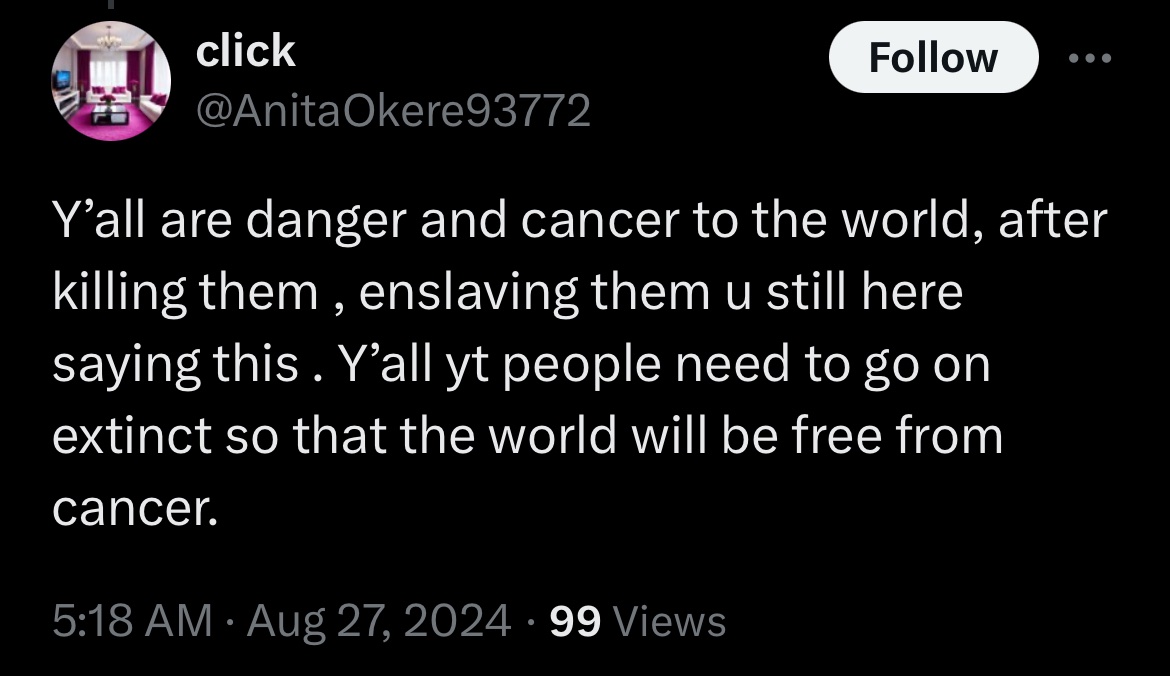 click
Follow
@AnitaOkere93772
Y’all are danger and cancer to the world, after
killing them , enslaving them u still here
saying this . Y’all yt people need to go on
extinct so that the world will be free from
cancer.
5:18 AM · Aug 27, 2024 · 99 Views